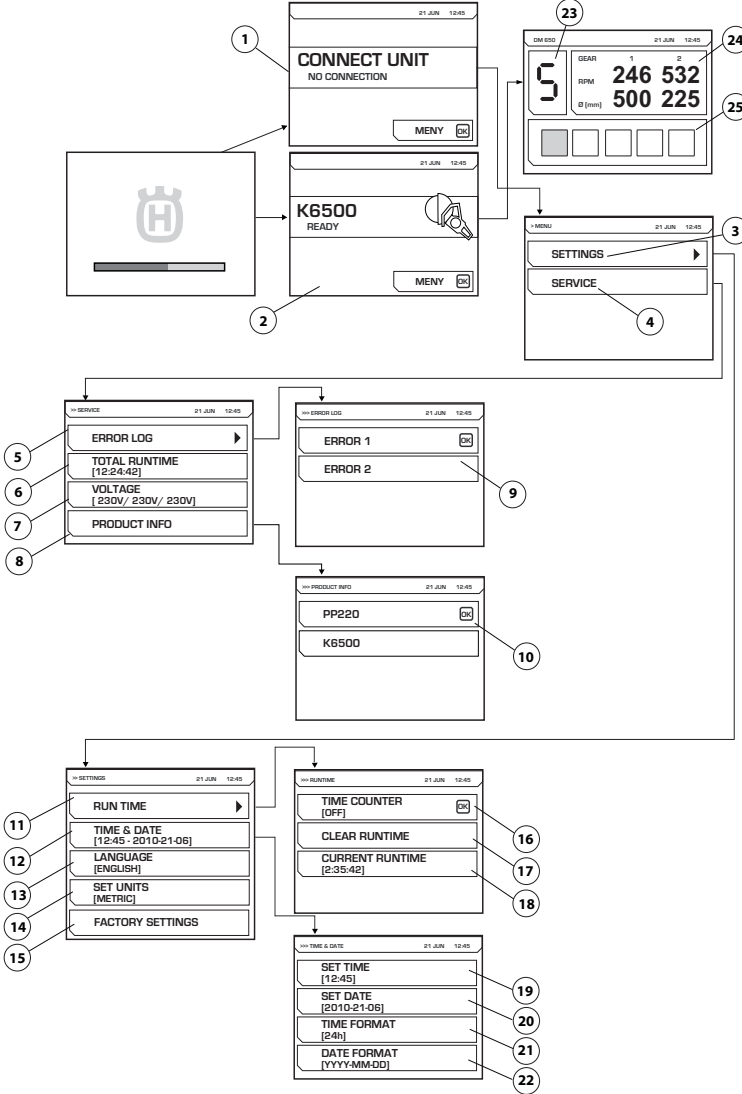 21 JUN 12:45
1
CONNECT UNIT
NO CONNECTION
MENY OK
H
21 JUN 12:45
K6500
READY
MENY OK
2
23
DM 650 21 JUN 12:45
24
5
GEAR 1 2
RPM 246 532
Ø [mm] 500 225
25
> MENU 21 JUN 12:45
3
SETTINGS
SERVICE
4
>> SERVICE 21 JUN 12:45
5
ERROR LOG
6
TOTAL RUNTIME
[12:24:42]
7
VOLTAGE
[ 230V/ 230V/ 230V]
8
PRODUCT INFO
>>> ERROR LOG 21 JUN 12:45
ERROR 1 OK
ERROR 2
9
>>> PRODUCT INFO 21 JUN 12:45
PP220 OK
K6500
10
>> SETTINGS 21 JUN 12:45
11
RUN TIME
12
TIME & DATE
[12:45 - 2010-21-06]
13
LANGUAGE
[ENGLISH]
14
SET UNITS
[METRIC]
15
FACTORY SETTINGS
>>> RUNTIME 21 JUN 12:45
TIME COUNTER
[OFF] OK
16
CLEAR RUNTIME
17
CURRENT RUNTIME
[2:35:42]
18
>>> TIME & DATE 21 JUN 12:45
SET TIME
[12:45]
19
SET DATE
[2010-21-06]
20
TIME FORMAT
[24h]
21
DATE FORMAT
[YYYY-MM-DD]
22